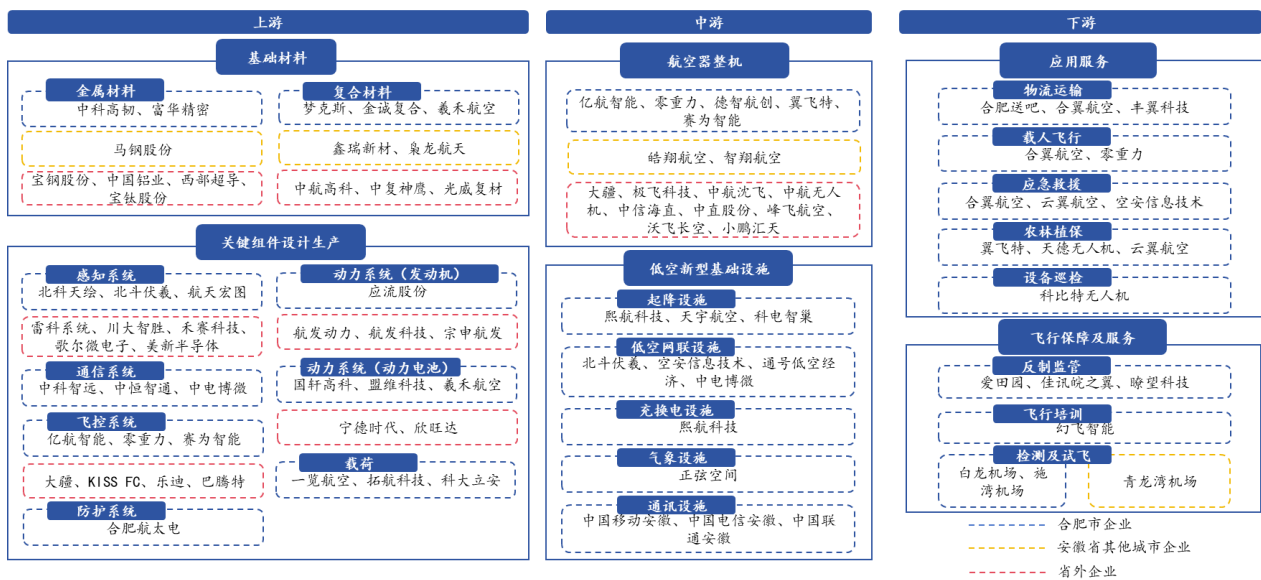 上游
基础材料
金属材料
中科高韧、富华精密
马钢股份
宝钢股份、中国铝业、西部超导、
宝钛股份
复合材料
梦克斯、金诚复合、羲禾航空
鑫瑞新材、枭龙航天
中航高科、中复神鹰、光威复材
关键组件设计生产
感知系统
北科天绘、北斗伏羲、航天宏图
雷科系统、川大智胜、禾赛科技、
歌尔微电子、美新半导体
通信系统
中科智远、中恒智通、中电博微
飞控系统
亿航智能、零重力、赛为智能
大疆、KISS FC、乐迪、巴腾特
防护系统
合肥航太电
动力系统（发动机）
应流股份
航发动力、航发科技、宗申航发
动力系统（动力电池）
国轩高科、盟维科技、羲禾航空
宁德时代、欣旺达
载荷
一览航空、拓航科技、科大立安
中游
航空器整机
亿航智能、零重力、德智航创、翼飞特、
赛为智能
皓翔航空、智翔航空
大疆、极飞科技、中航沈飞、中航无人
机、中信海直、中直股份、峰飞航空、
沃飞长空、小鹏汇天
低空新型基础设施
起降设施
熙航科技、天宇航空、科电智巢
低空网联设施
北斗伏羲、空安信息技术、通号低空经
济、中电博微
充换电设施
熙航科技
气象设施
正弦空间
通讯设施
中国移动安徽、中国电信安徽、中国联
通安徽
下游
应用服务
物流运输
合肥送吧、合翼航空、丰翼科技
载人飞行
合翼航空、零重力
应急救援
合翼航空、云翼航空、空安信息技术
农林植保
翼飞特、天德无人机、云翼航空
设备巡检
科比特无人机
飞行保障及服务
反制监管
爱田园、佳讯皖之翼、瞭望科技
飞行培训
幻飞智能
检测及试飞
白龙机场、施
湾机场
青龙湾机场
合肥市企业
安徽省其他城市企业
省外企业